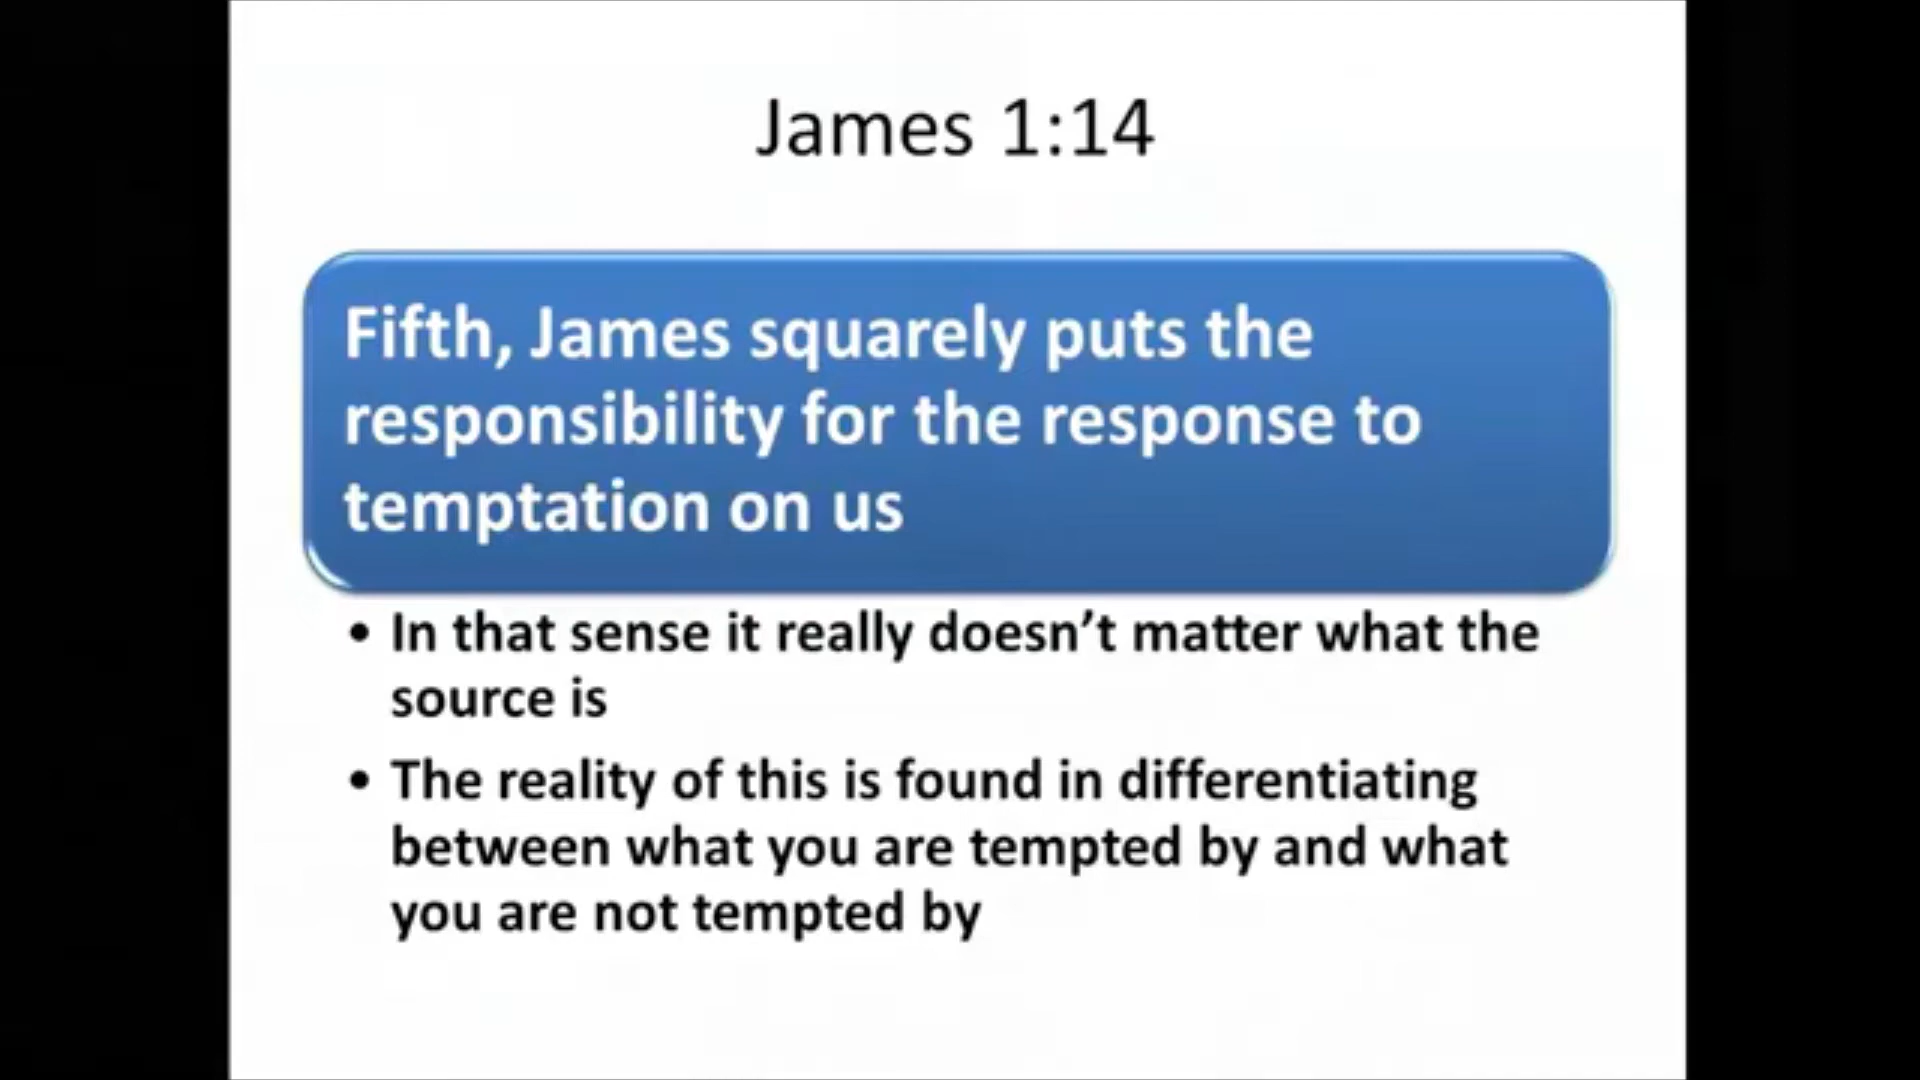 James 1:14
Fifth, James squarely puts the
responsibility for the response to
temptation on us
• In that sense it really doesn’t matter what the
source is
• The reality of this is found in differentiating
between what you are tempted by and what
you are not tempted by